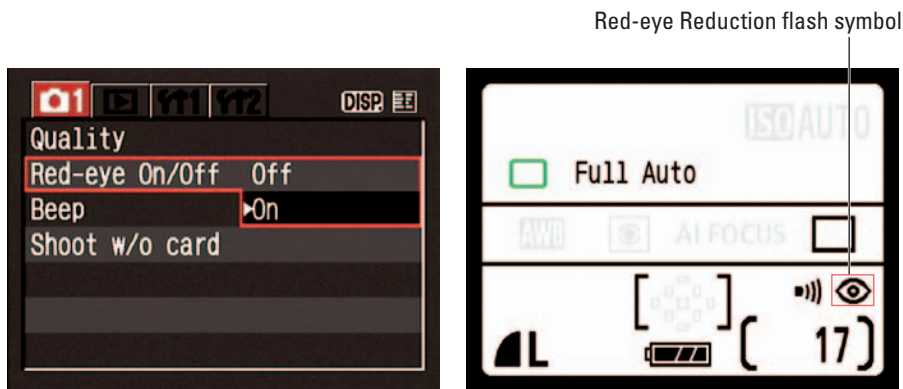 Red-eye Reduction flash symbol
1 DISP.
Quality
Red-eye On/Off Off
Beep On
Shoot w/o card
ISO AUTO
Full Auto
AWB AI FOCUS
L [ 17 ]